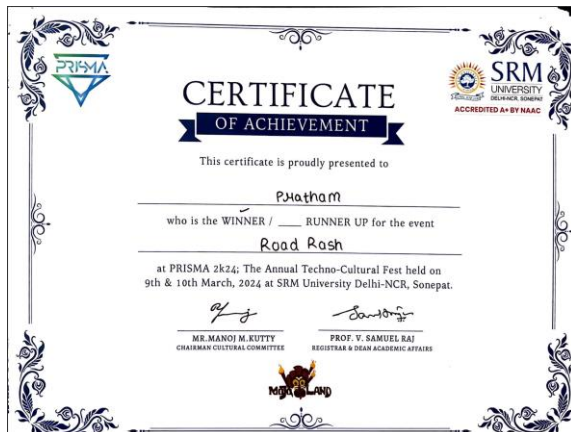 PRISMA
SRM
UNIVERSITY
DELHI-NCR, SONEPAT
ACCREDITED A+ BY NAAC
CERTIFICATE
OF ACHIEVEMENT
This certificate is proudly presented to
Pratham
who is the WINNER / ____ RUNNER UP for the event
Road Rash
at PRISMA 2k24; The Annual Techno-Cultural Fest held on
9th & 10th March, 2024 at SRM University Delhi-NCR, Sonepat.
MR.MANOJ M.KUTTY
CHAIRMAN CULTURAL COMMITTEE
PROF. V. SAMUEL RAJ
REGISTRAR & DEAN ACADEMIC AFFAIRS
LAND